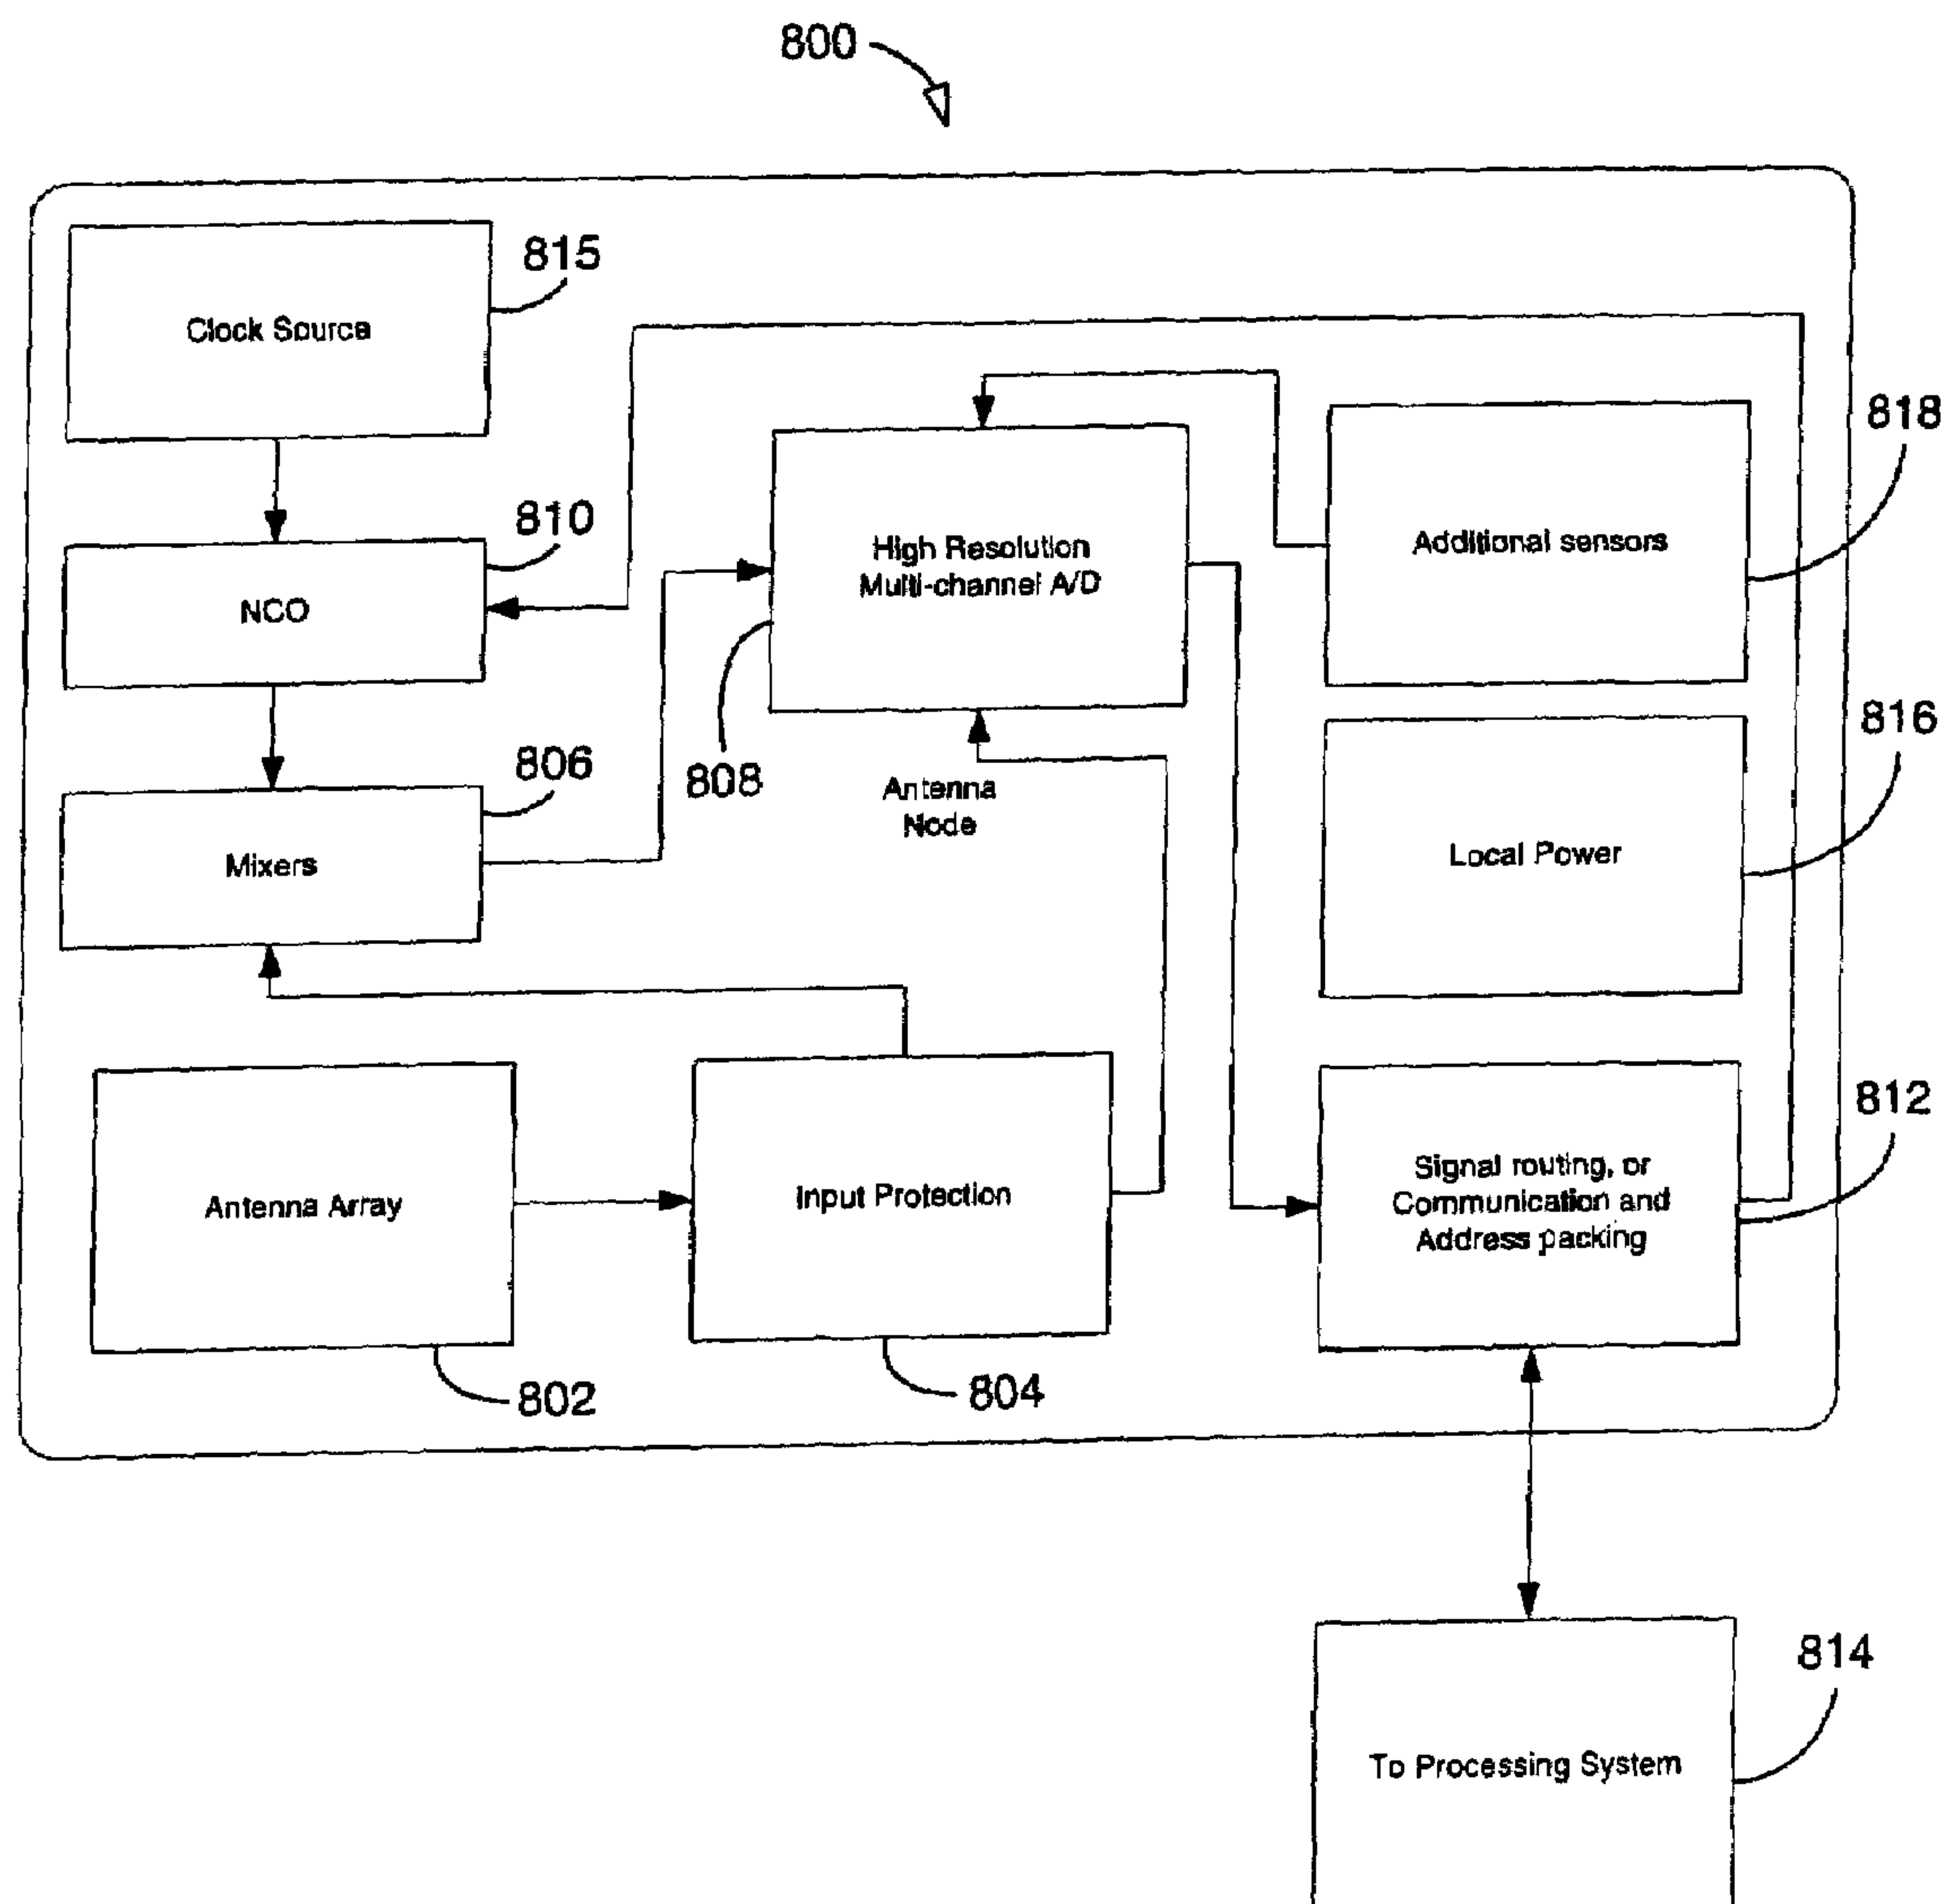 800
Clock Source
815
818
High Resolution
Multi-channel A/D
Additional sensors
810
NCO
816
806
808
Antenna
Node
Mixers
Local Power
812
Signal routing, or
Communication and
Address packing
Antenna Array
Input Protection
802
804
814
To Processing System